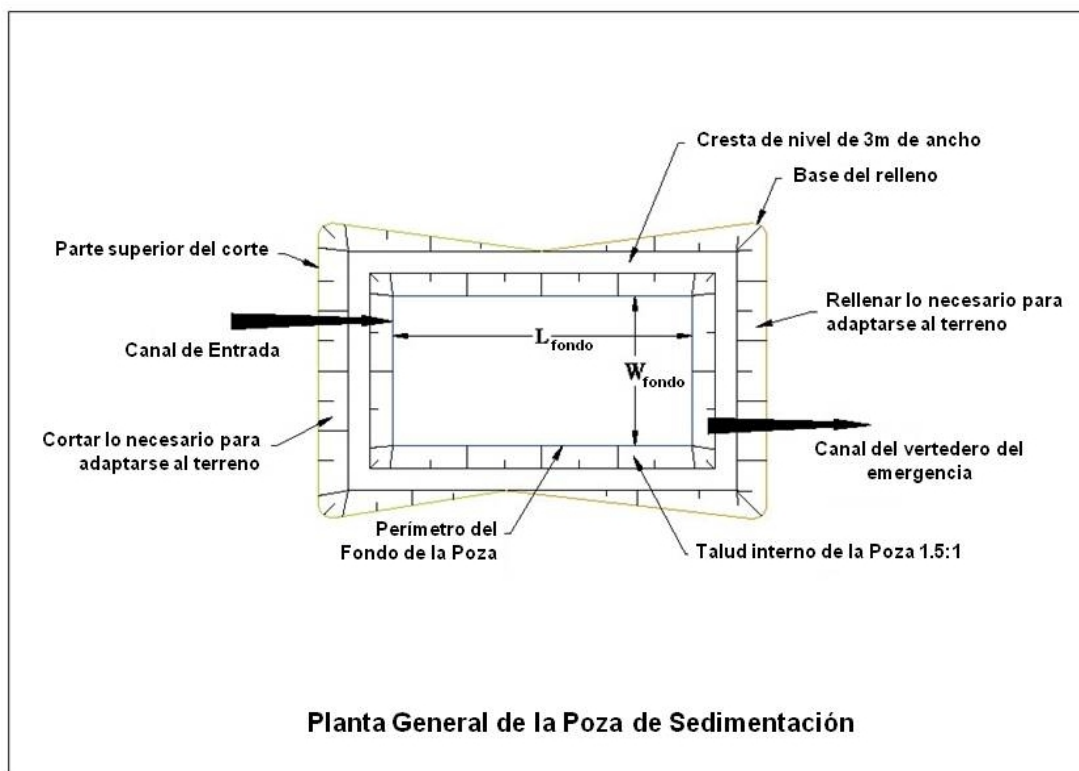 Cresta de nivel de 3m de ancho
Base del relleno
Parte superior del corte
Rellenar lo necesario para
adaptarse al terreno
Canal de Entrada
L fondo
W fondo
Cortar lo necesario para
adaptarse al terreno
Canal del vertedero del
emergencia
Perímetro del
Fondo de la Poza
Talud interno de la Poza 1.5:1
Planta General de la Poza de Sedimentación